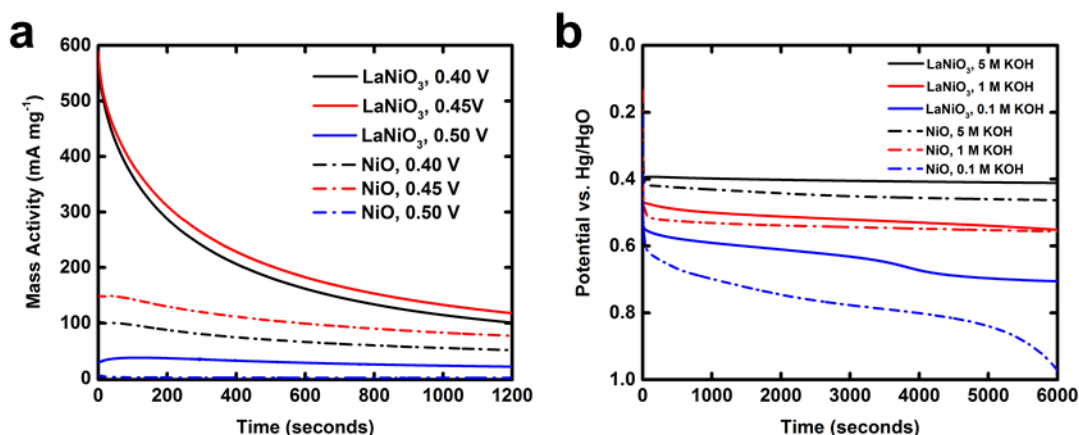 a
600
500
400
300
200
100
0
Mass Activity (mA mg⁻¹)
0 200 400 600 800 1000 1200
Time (seconds)
LaNiO₃, 0.40 V
LaNiO₃, 0.45V
LaNiO₃, 0.50 V
NiO, 0.40 V
NiO, 0.45 V
NiO, 0.50 V
b
0.0
0.2
0.4
0.6
0.8
1.0
Potential vs. Hg/HgO
0 1000 2000 3000 4000 5000 6000
Time (seconds)
LaNiO₃, 5 M KOH
LaNiO₃, 1 M KOH
LaNiO₃, 0.1 M KOH
NiO, 5 M KOH
NiO, 1 M KOH
NiO, 0.1 M KOH